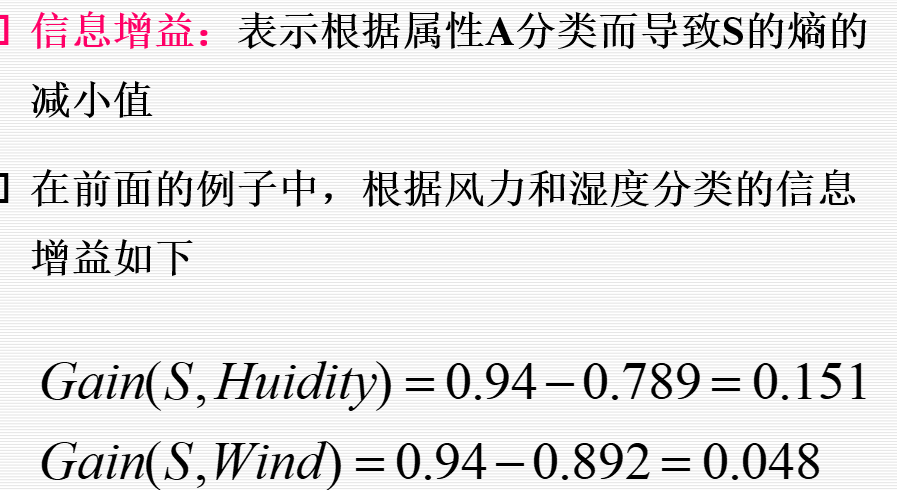 信息增益：表示根据属性A分类而导致S的熵的
减小值
在前面的例子中，根据风力和湿度分类的信息
增益如下
Gain(S,Huidity)=0.94-0.789=0.151
Gain(S,Wind)=0.94-0.892=0.048